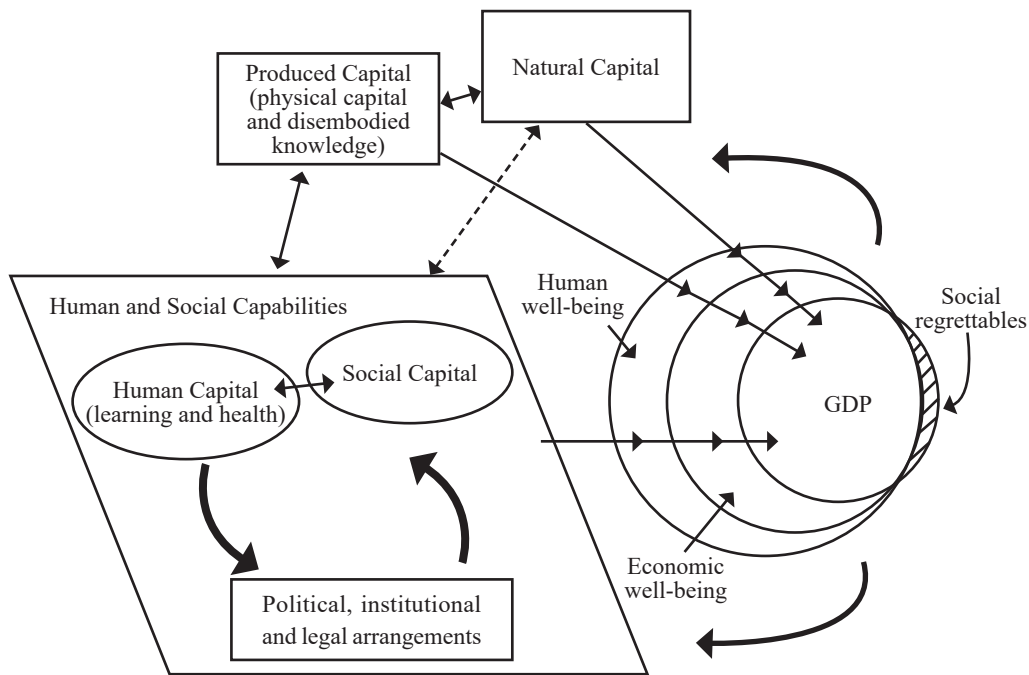 Produced Capital
(physical capital
and disembodied
knowledge)
Natural Capital
Human and Social Capabilities
Human Capital
(learning and health)
Social Capital
Political, institutional
and legal arrangements
Human
well-being
Economic
well-being
GDP
Social
regrettables